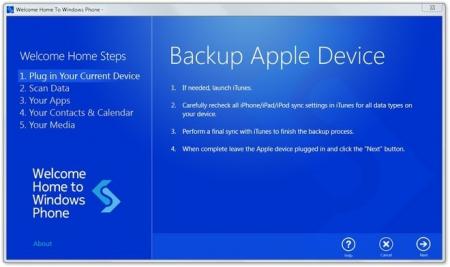 Welcome Home To Windows Phone -
Welcome Home Steps
1. Plug in Your Current Device
2. Scan Data
3. Your Apps
4. Your Contacts & Calendar
5. Your Media
Welcome
Home to
Windows
Phone
About
Backup Apple Device
1. If needed, launch iTunes.
2. Carefully recheck all iPhone/iPad/iPod sync settings in iTunes for all data types on
your device.
3. Perform a final sync with iTunes to finish the backup process.
4. When complete leave the Apple device plugged in and click the "Next" button.
?
Help
Cancel
Next